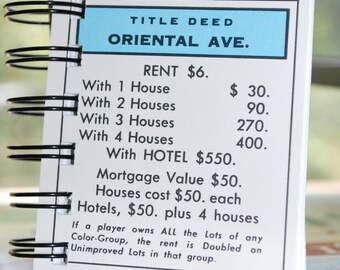 TITLE DEED
ORIENTAL AVE.
RENT $6.
With 1 House $ 30.
With 2 Houses 90.
With 3 Houses 270.
With 4 Houses 400.
With HOTEL $550.
Mortgage Value $50.
Houses cost $50. each
Hotels, $50. plus 4 houses
If a player owns ALL the Lots of any
Color-Group, the rent is Doubled on
Unimproved Lots in that group.